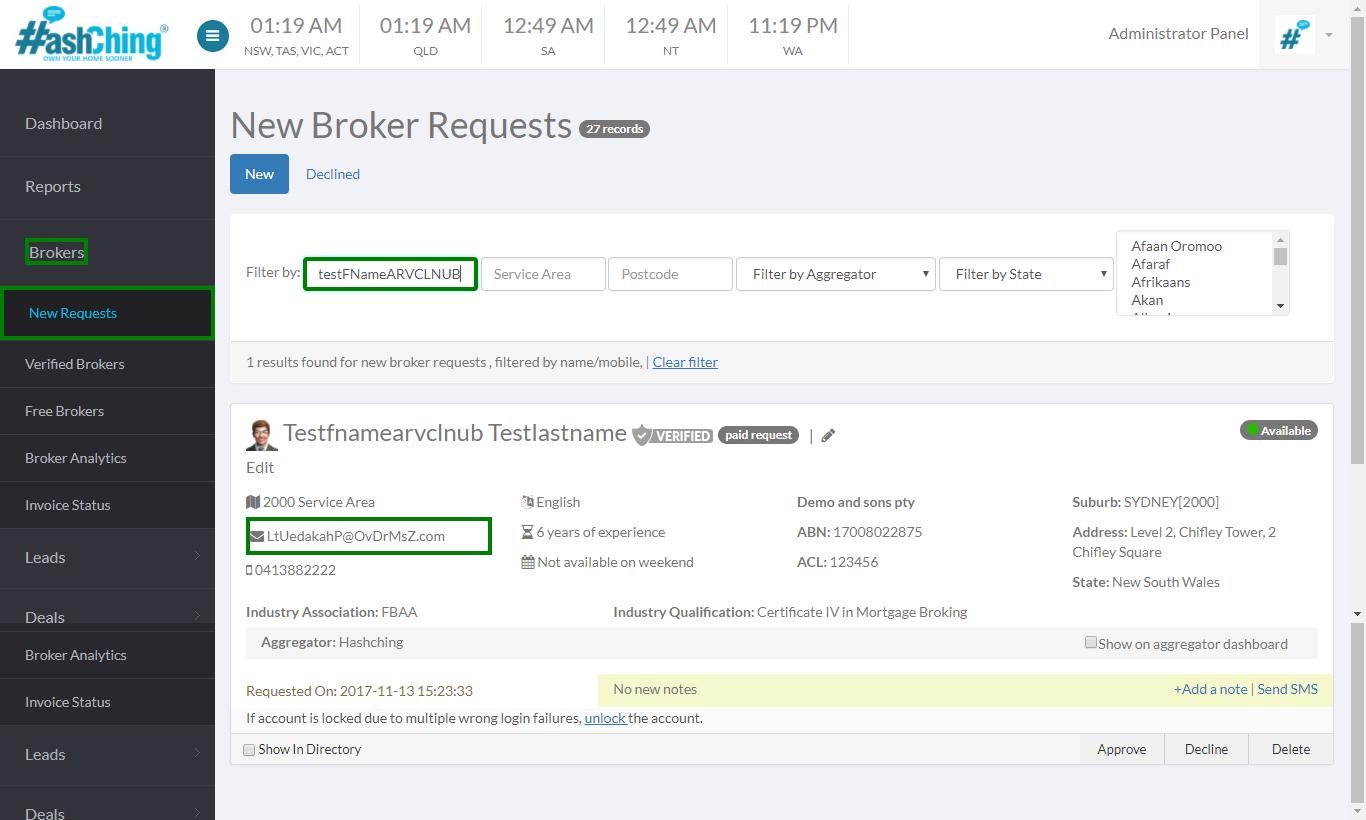 HashChing®
OWN YOUR HOME SOONER
01:19 AM
NSW, TAS, VIC, ACT
01:19 AM
QLD
12:49 AM
SA
12:49 AM
NT
11:19 PM
WA
Administrator Panel
#
Dashboard
Reports
Brokers
New Requests
Verified Brokers
Free Brokers
Broker Analytics
Invoice Status
Leads
Deals
Broker Analytics
Invoice Status
Leads
Deals
New Broker Requests 27 records
New Declined
Filter by: testFNameARVCLNUB Service Area Postcode Filter by Aggregator Filter by State
Afaan Oromoo
Afaraf
Afrikaans
Akan
1 results found for new broker requests , filtered by name/mobile, | Clear filter
Testfnamearvclnub Testlastname VERIFIED paid request |
Available
Edit
2000 Service Area
LtUedakahP@OvDrMsZ.com
0413882222
English
6 years of experience
Not available on weekend
Demo and sons pty
ABN: 17008022875
ACL: 123456
Suburb: SYDNEY[2000]
Address: Level 2, Chifley Tower, 2
Chifley Square
State: New South Wales
Industry Association: FBAA
Industry Qualification: Certificate IV in Mortgage Broking
Aggregator: Hashching
Show on aggregator dashboard
Requested On: 2017-11-13 15:23:33
No new notes
+Add a note | Send SMS
If account is locked due to multiple wrong login failures, unlock the account.
Show In Directory
Approve Decline Delete